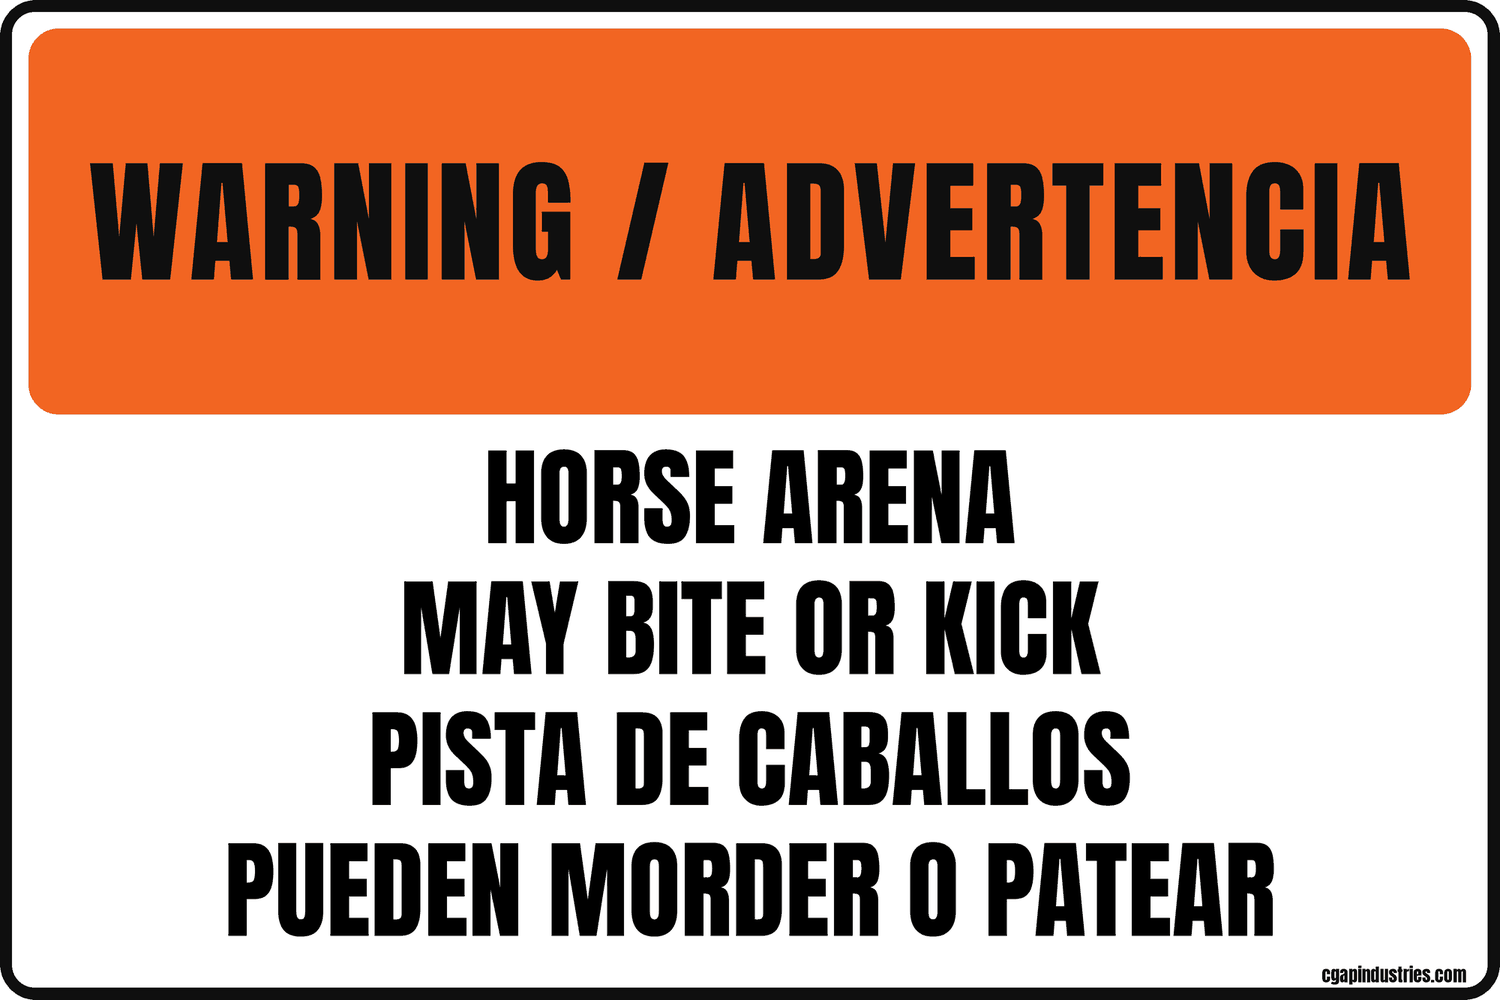 WARNING / ADVERTENCIA
HORSE ARENA
MAY BITE OR KICK
PISTA DE CABALLOS
PUEDEN MORDER O PATEAR
cgapindustries.com